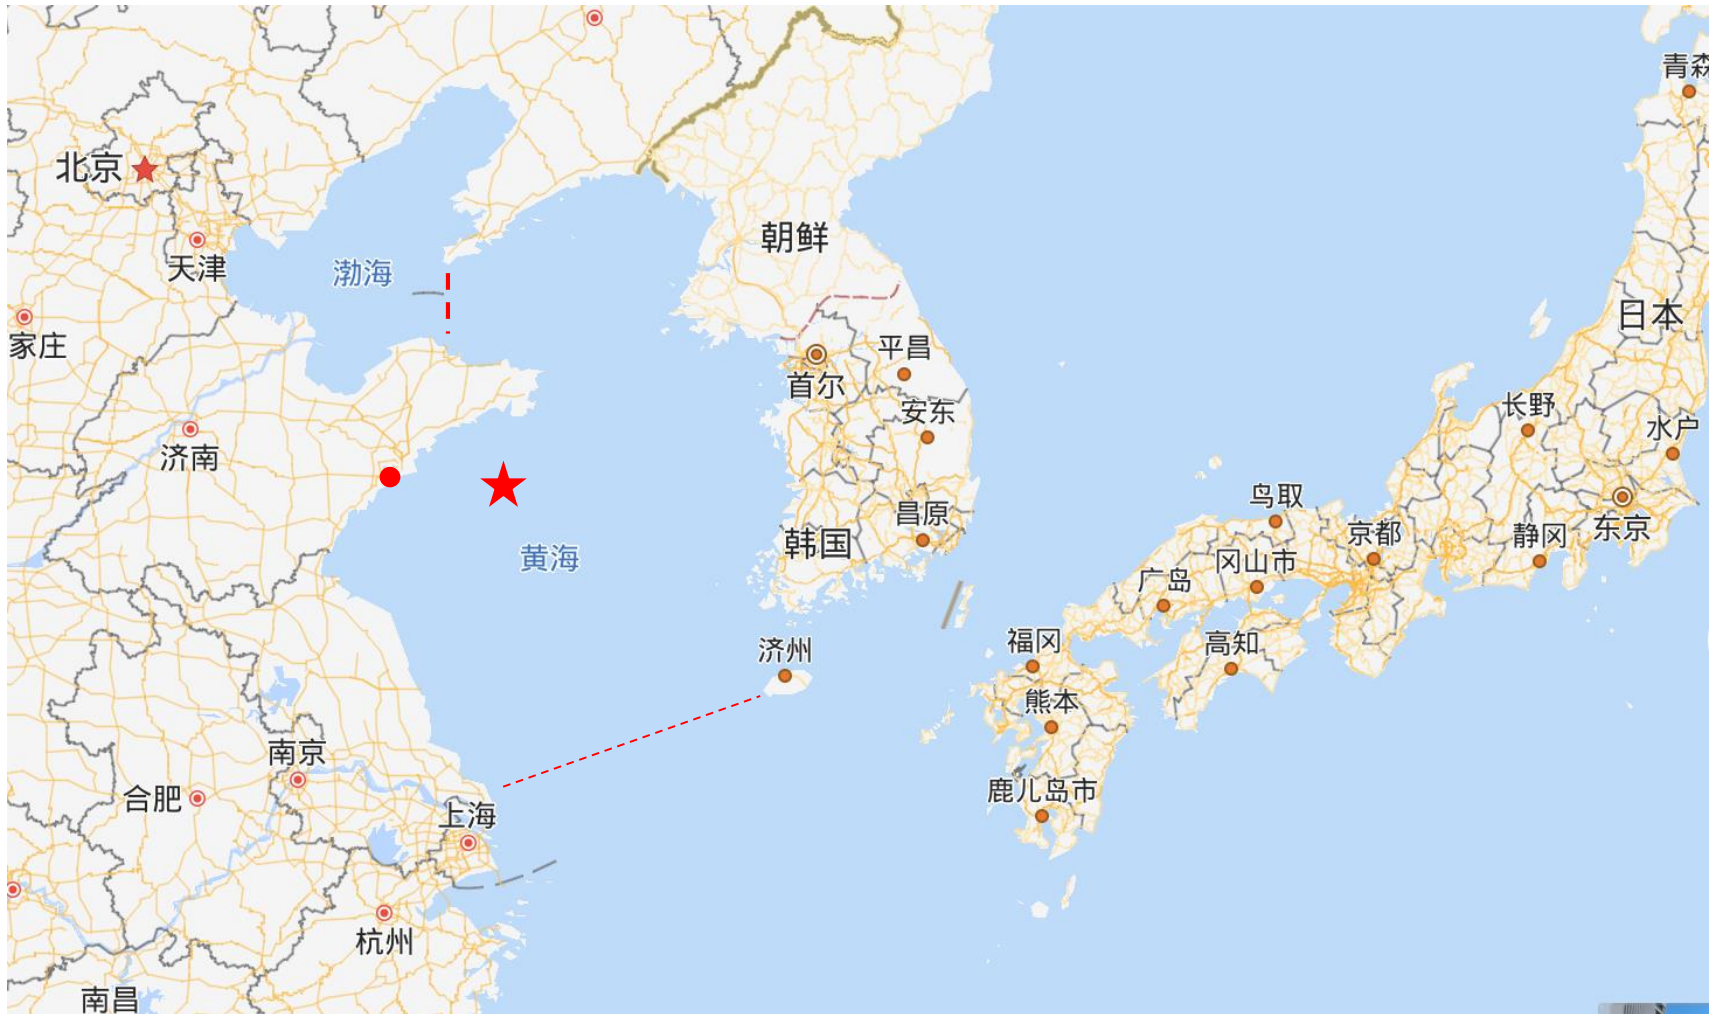 青森
北京
朝鲜
天津
渤海
日本
家庄
平昌
首尔
安东
长野
水户
济南
鸟取
昌原
京都
静冈
东京
韩国
黄海
冈山市
广岛
福冈
高知
济州
熊本
南京
鹿儿岛市
合肥
上海
杭州
南昌